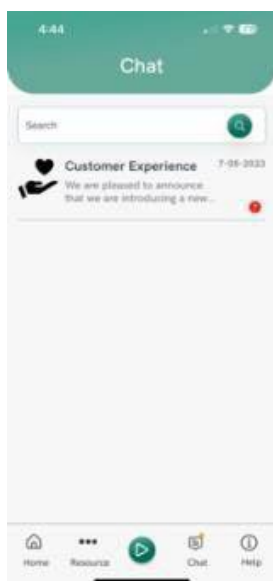 4:44
Chat
Search
Customer Experience 7-05-2023
We are pleased to announce
that we are introducing a new...
Home Resource Chat Help